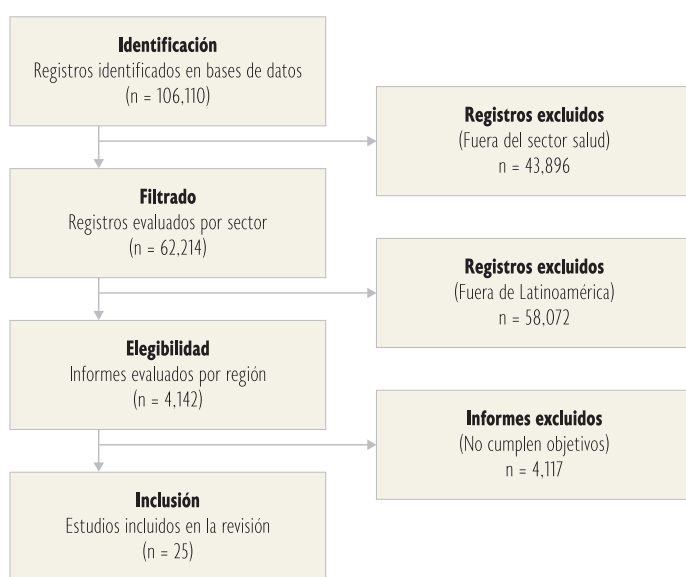 Identificación
Registros identificados en bases de datos
(n = 106,110)
Registros excluidos
(Fuera del sector salud)
n = 43,896
Filtrado
Registros evaluados por sector
(n = 62,214)
Registros excluidos
(Fuera de Latinoamérica)
n = 58,072
Elegibilidad
Informes evaluados por región
(n = 4,142)
Informes excluidos
(No cumplen objetivos)
n = 4,117
Inclusión
Estudios incluidos en la revisión
(n = 25)